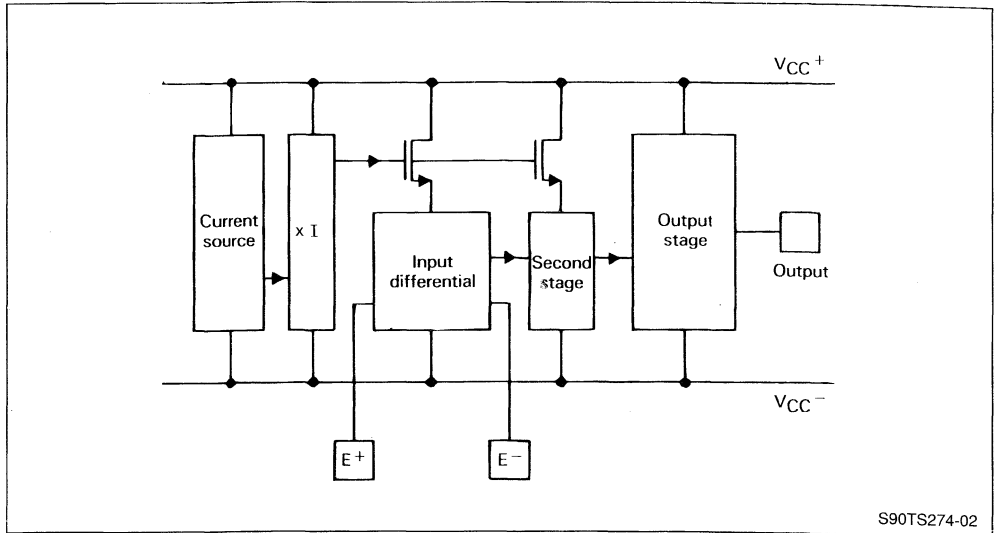 VCC+
Current
source
x I
Input
differential
Second
stage
Output
stage
Output
VCC−
E+
E−
S90TS274-02